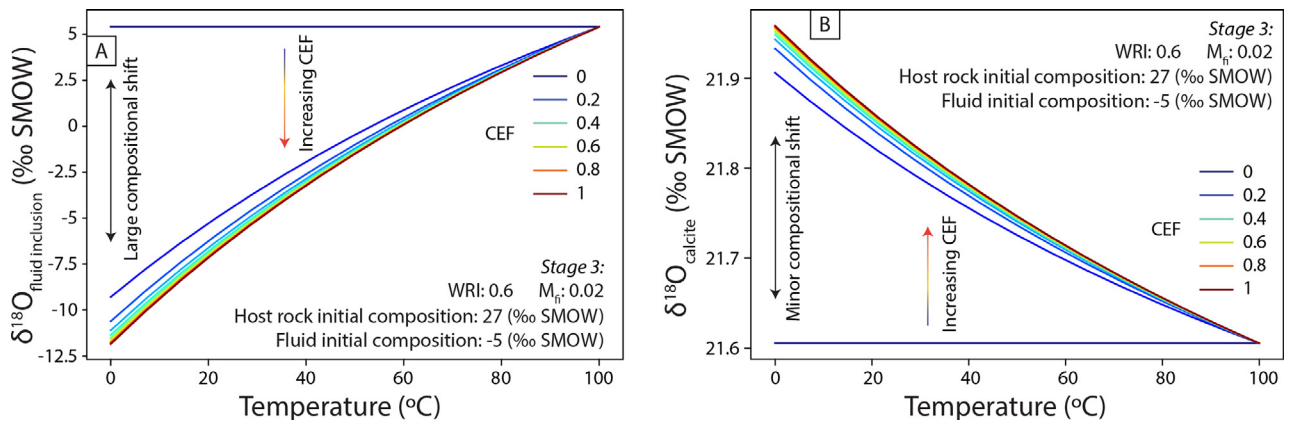 A
5
2.5
0
-2.5
-5
-7.5
-10
-12.5
δ18Ofluid inclusion (‰ SMOW)
Large compositional shift
Increasing CEF
CEF
0
0.2
0.4
0.6
0.8
1
Stage 3:
WRI: 0.6 Mfi: 0.02
Host rock initial composition: 27 (‰ SMOW)
Fluid initial composition: -5 (‰ SMOW)
0 20 40 60 80 100
Temperature (ºC)
B
Stage 3:
WRI: 0.6 Mfi: 0.02
Host rock initial composition: 27 (‰ SMOW)
Fluid initial composition: -5 (‰ SMOW)
21.9
21.8
21.7
21.6
δ18Ocalcite (‰ SMOW)
Minor compositional shift
Increasing CEF
CEF
0
0.2
0.4
0.6
0.8
1
0 20 40 60 80 100
Temperature (ºC)